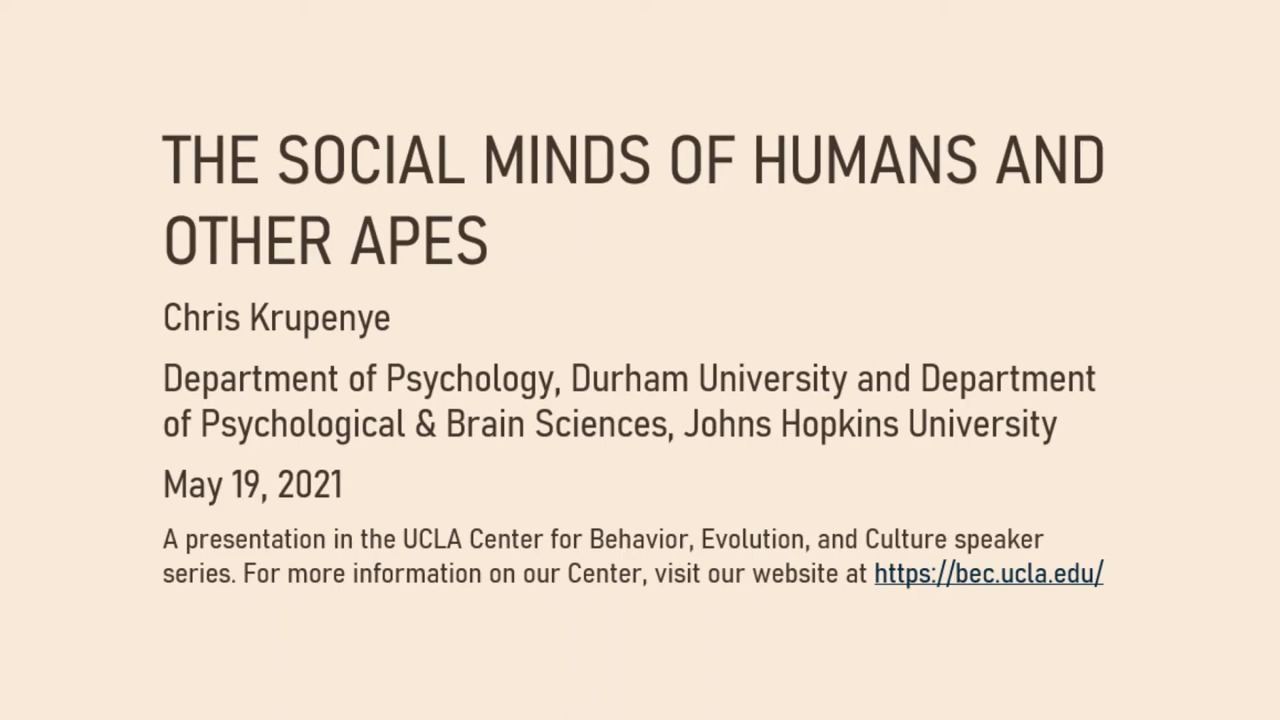 THE SOCIAL MINDS OF HUMANS AND
OTHER APES
Chris Krupenye
Department of Psychology, Durham University and Department
of Psychological & Brain Sciences, Johns Hopkins University
May 19, 2021
A presentation in the UCLA Center for Behavior, Evolution, and Culture speaker
series. For more information on our Center, visit our website at https://bec.ucla.edu/